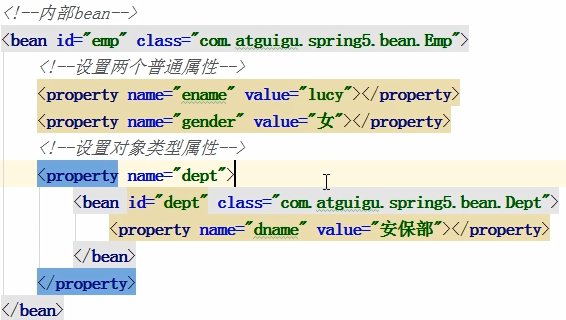 <!--内部bean-->
<bean id="emp" class="com.atguigu.spring5.bean.Emp">
<!--设置两个普通属性-->
<property name="ename" value="lucy"></property>
<property name="gender" value="女"></property>
<!--设置对象类型属性-->
<property name="dept">
<bean id="dept" class="com.atguigu.spring5.bean.Dept">
<property name="dname" value="安保部"></property>
</bean>
</property>
</bean>